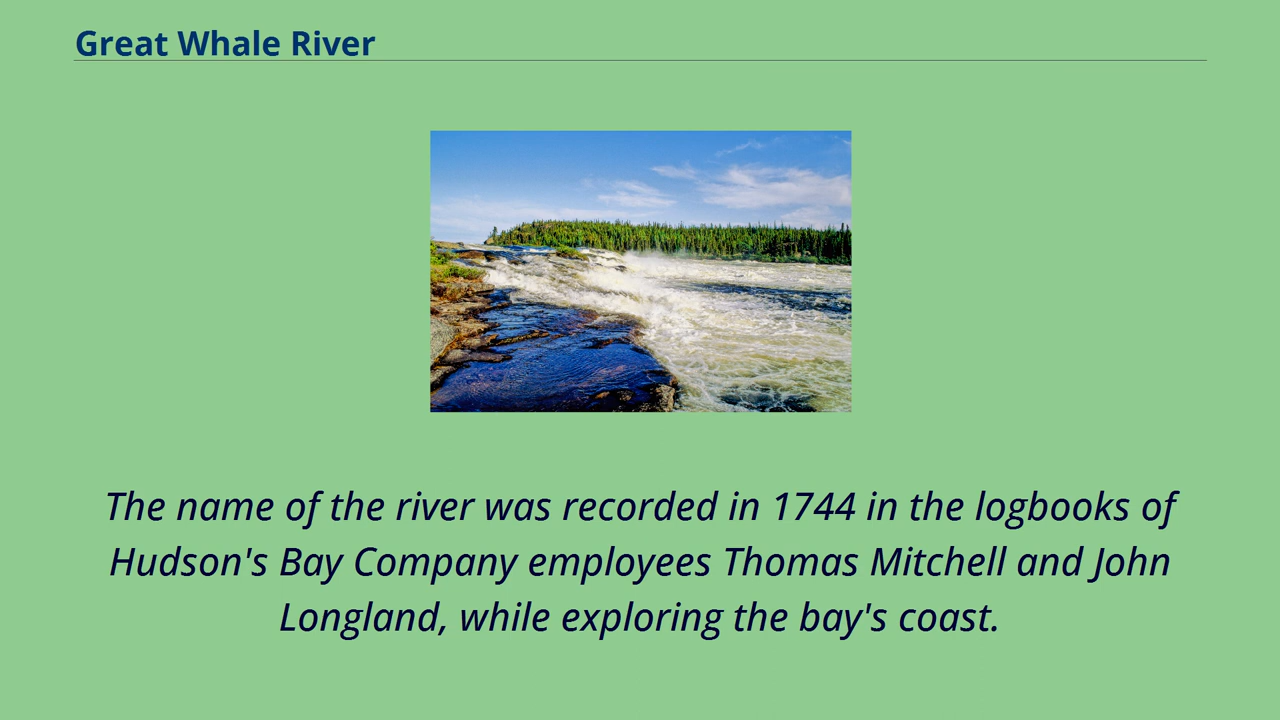 Great Whale River
The name of the river was recorded in 1744 in the logbooks of
Hudson's Bay Company employees Thomas Mitchell and John
Longland, while exploring the bay's coast.